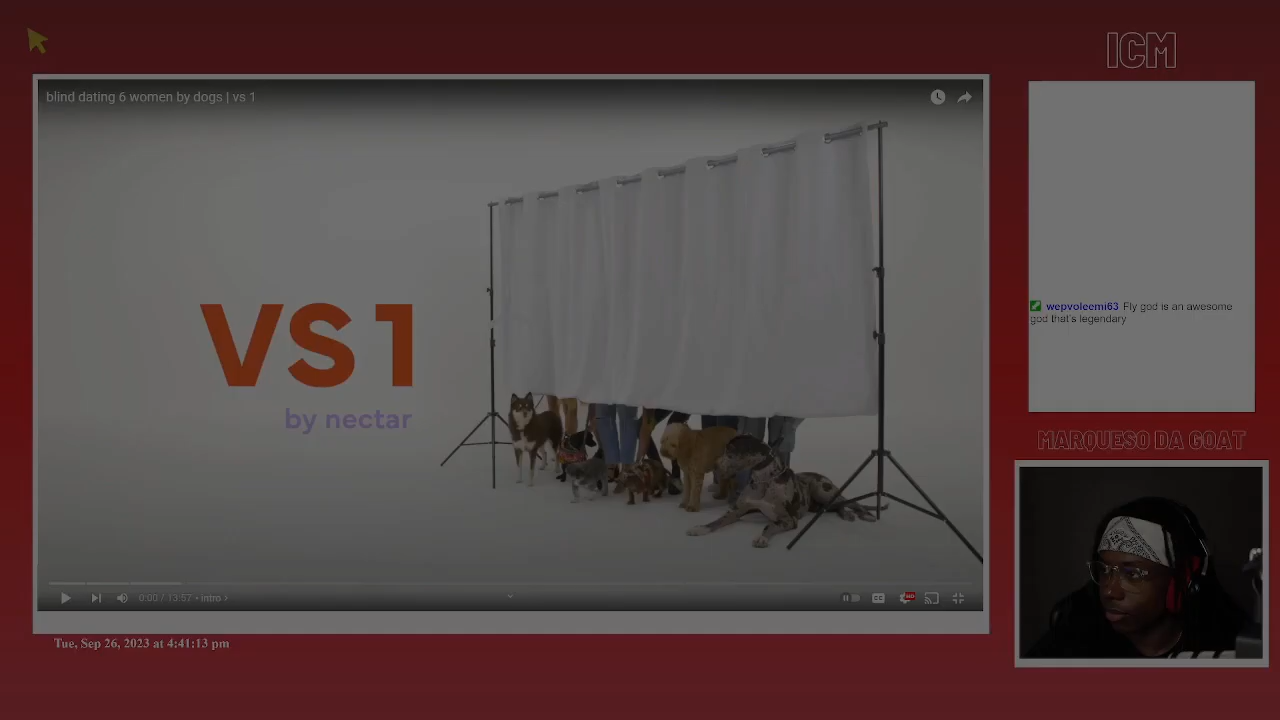 ICM
blind dating 6 women by dogs | vs 1
VS1
by nectar
wepvoleemi63 Fly god is an awesome
god that's legendary
MARQUESO DA GOAT
0:00 / 13:57 • intro >
CC
HD
Tue, Sep 26, 2023 at 4:41:13 pm